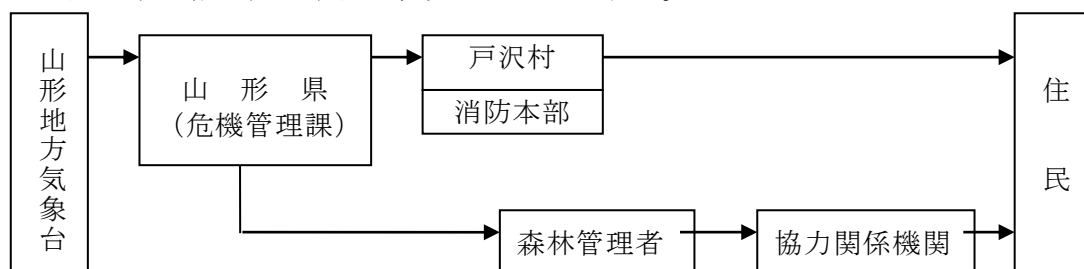 山形地方気象台
山形県
（危機管理課）
戸沢村
消防本部
住民
森林管理者
協力関係機関